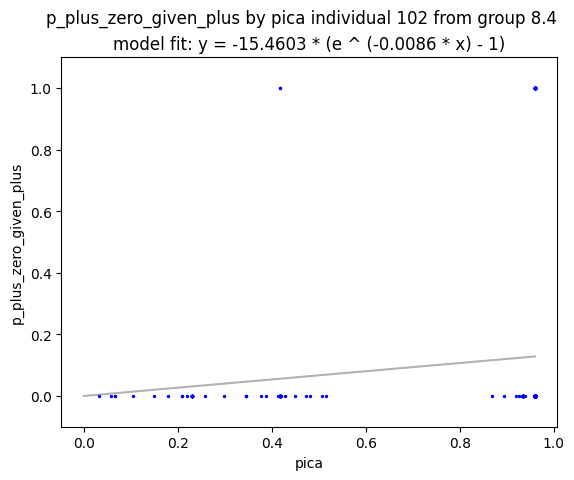 p_plus_zero_given_plus by pica individual 102 from group 8.4
model fit: y = -15.4603 * (e ^ (-0.0086 * x) - 1)
1.0
0.8
0.6
0.4
0.2
0.0
p_plus_zero_given_plus
0.0 0.2 0.4 0.6 0.8 1.0
pica